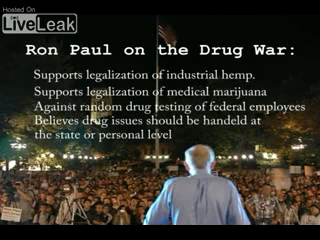 Hosted On
LiveLeak
Ron Paul on the Drug War:
Supports legalization of industrial hemp.
Supports legalization of medical marijuana
Against random drug testing of federal employees
Believes drug issues should be handeld at
the state or personal level